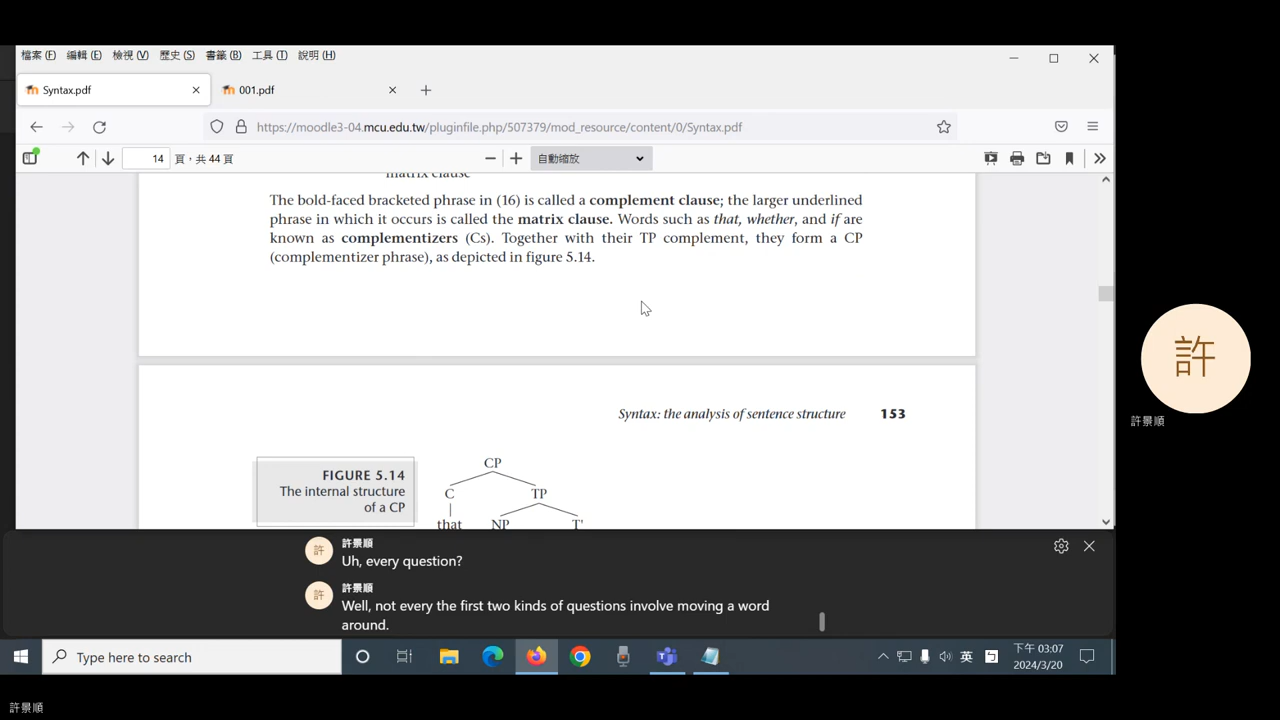 檔案 (F) 編輯 (E) 檢視 (V) 歷史 (S) 書籤 (B) 工具 (T) 說明 (H)
Syntax.pdf 001.pdf
https://moodle3-04.mcu.edu.tw/pluginfile.php/507379/mod_resource/content/0/Syntax.pdf
14 頁，共 44 頁 自動縮放
matrix clause
The bold-faced bracketed phrase in (16) is called a complement clause; the larger underlined
phrase in which it occurs is called the matrix clause. Words such as that, whether, and if are
known as complementizers (Cs). Together with their TP complement, they form a CP
(complementizer phrase), as depicted in figure 5.14.
Syntax: the analysis of sentence structure 153
FIGURE 5.14
The internal structure
of a CP
CP
C TP
that NP T'
許景順
Uh, every question?
許景順
Well, not every the first two kinds of questions involve moving a word
around.
許
許
許
許景順
Type here to search
英
下午 03:07
2024/3/20
許景順